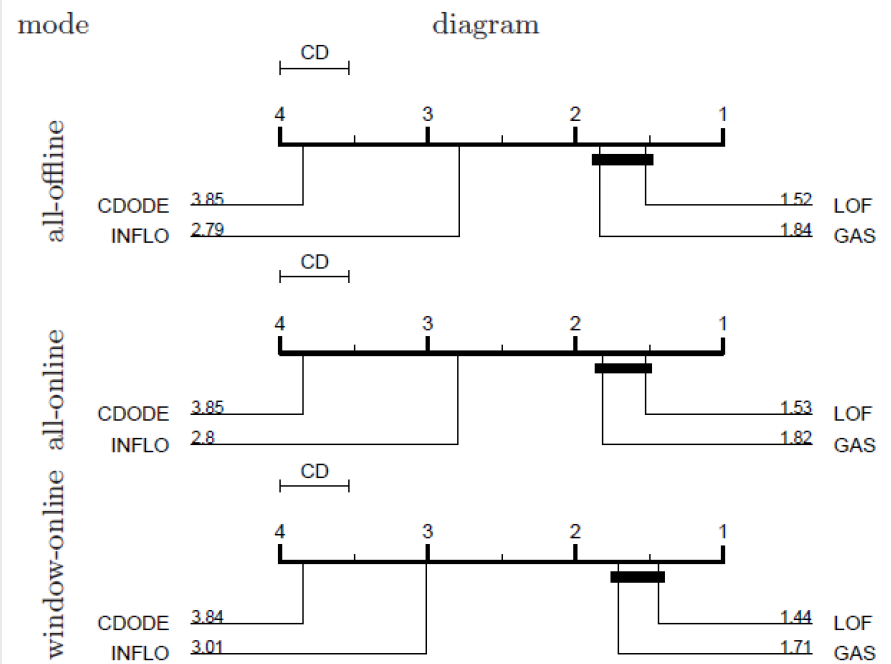 mode diagram
all-offline
CD
4 3 2 1
CDODE 3.85 1.52 LOF
INFLO 2.79 1.84 GAS
all-online
CD
4 3 2 1
CDODE 3.85 1.53 LOF
INFLO 2.8 1.82 GAS
window-online
CD
4 3 2 1
CDODE 3.84 1.44 LOF
INFLO 3.01 1.71 GAS